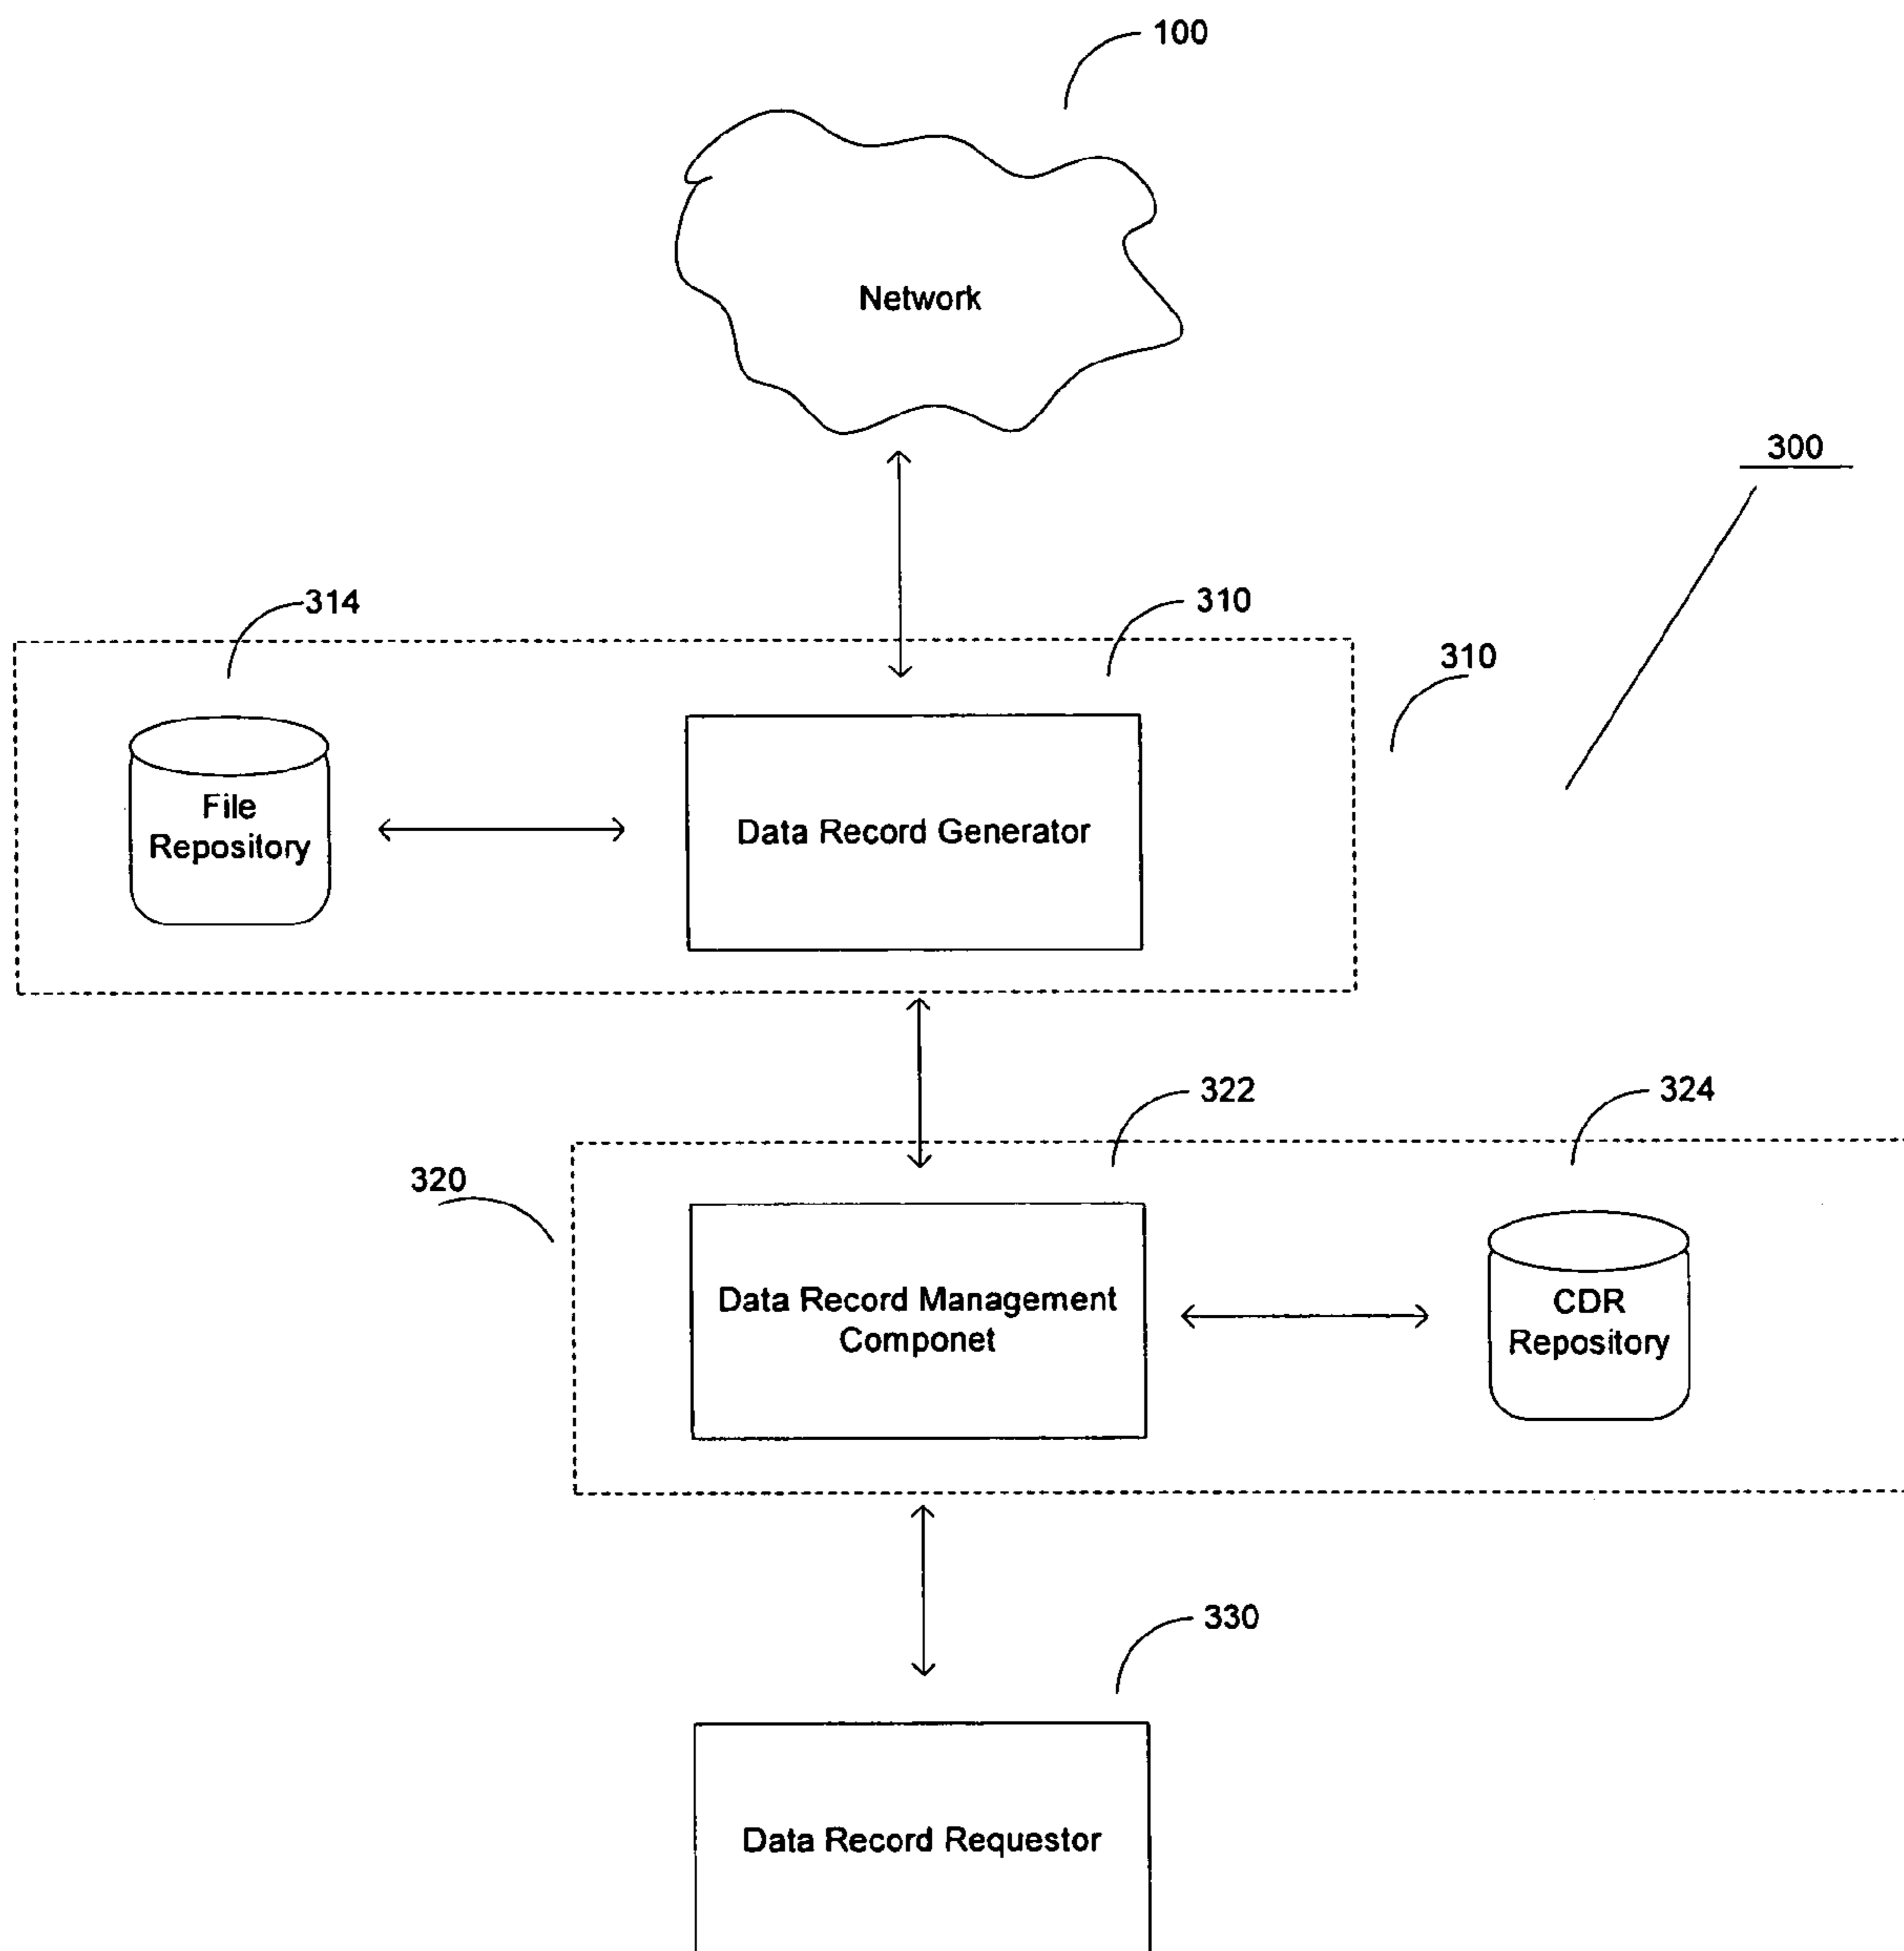 100
Network
300
314
310
310
File
Repository
Data Record Generator
322
324
320
Data Record Management
Componet
CDR
Repository
330
Data Record Requestor